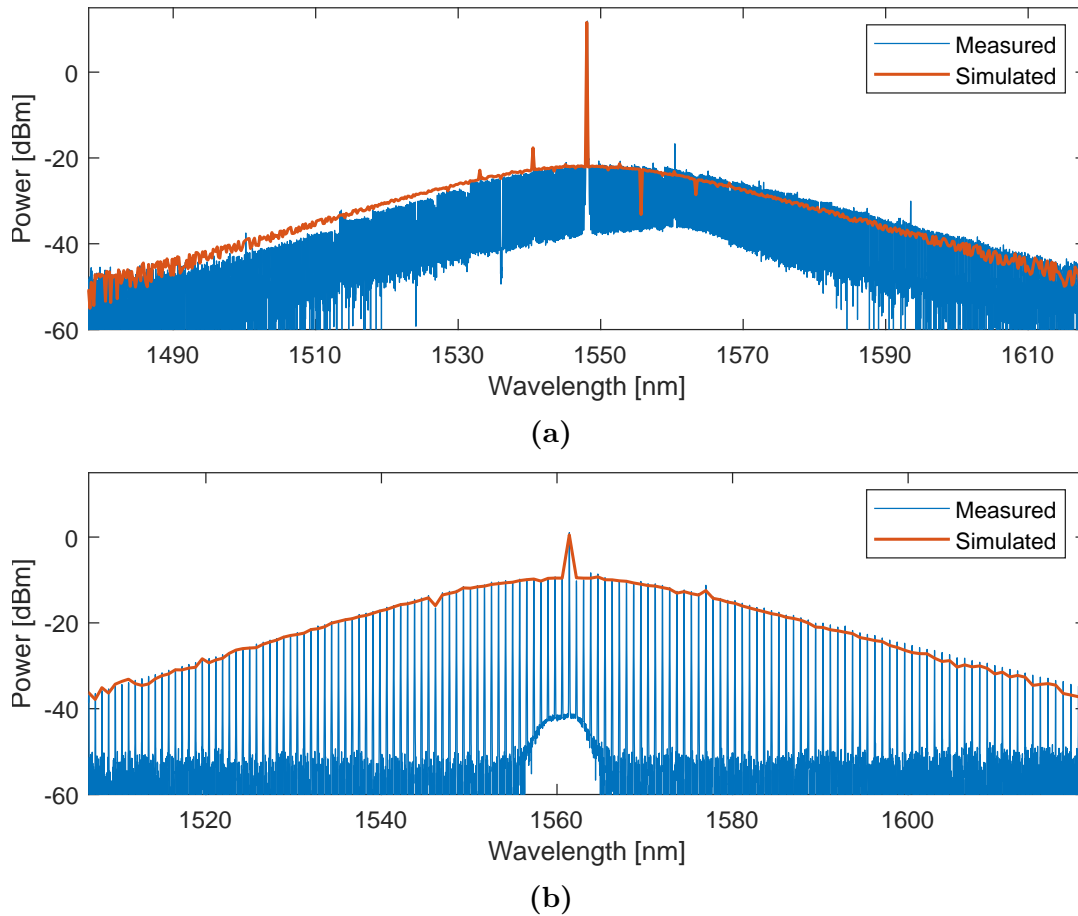 Measured
Simulated
0
-20
-40
-60
Power [dBm]
1490 1510 1530 1550 1570 1590 1610
Wavelength [nm]
(a)
Measured
Simulated
0
-20
-40
-60
Power [dBm]
1520 1540 1560 1580 1600
Wavelength [nm]
(b)